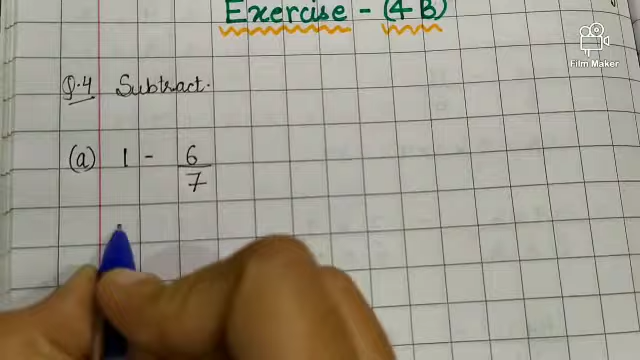 Exercise - (4 B)
Film Maker
Q.4 Subtract.
(a) 1 - 6/7